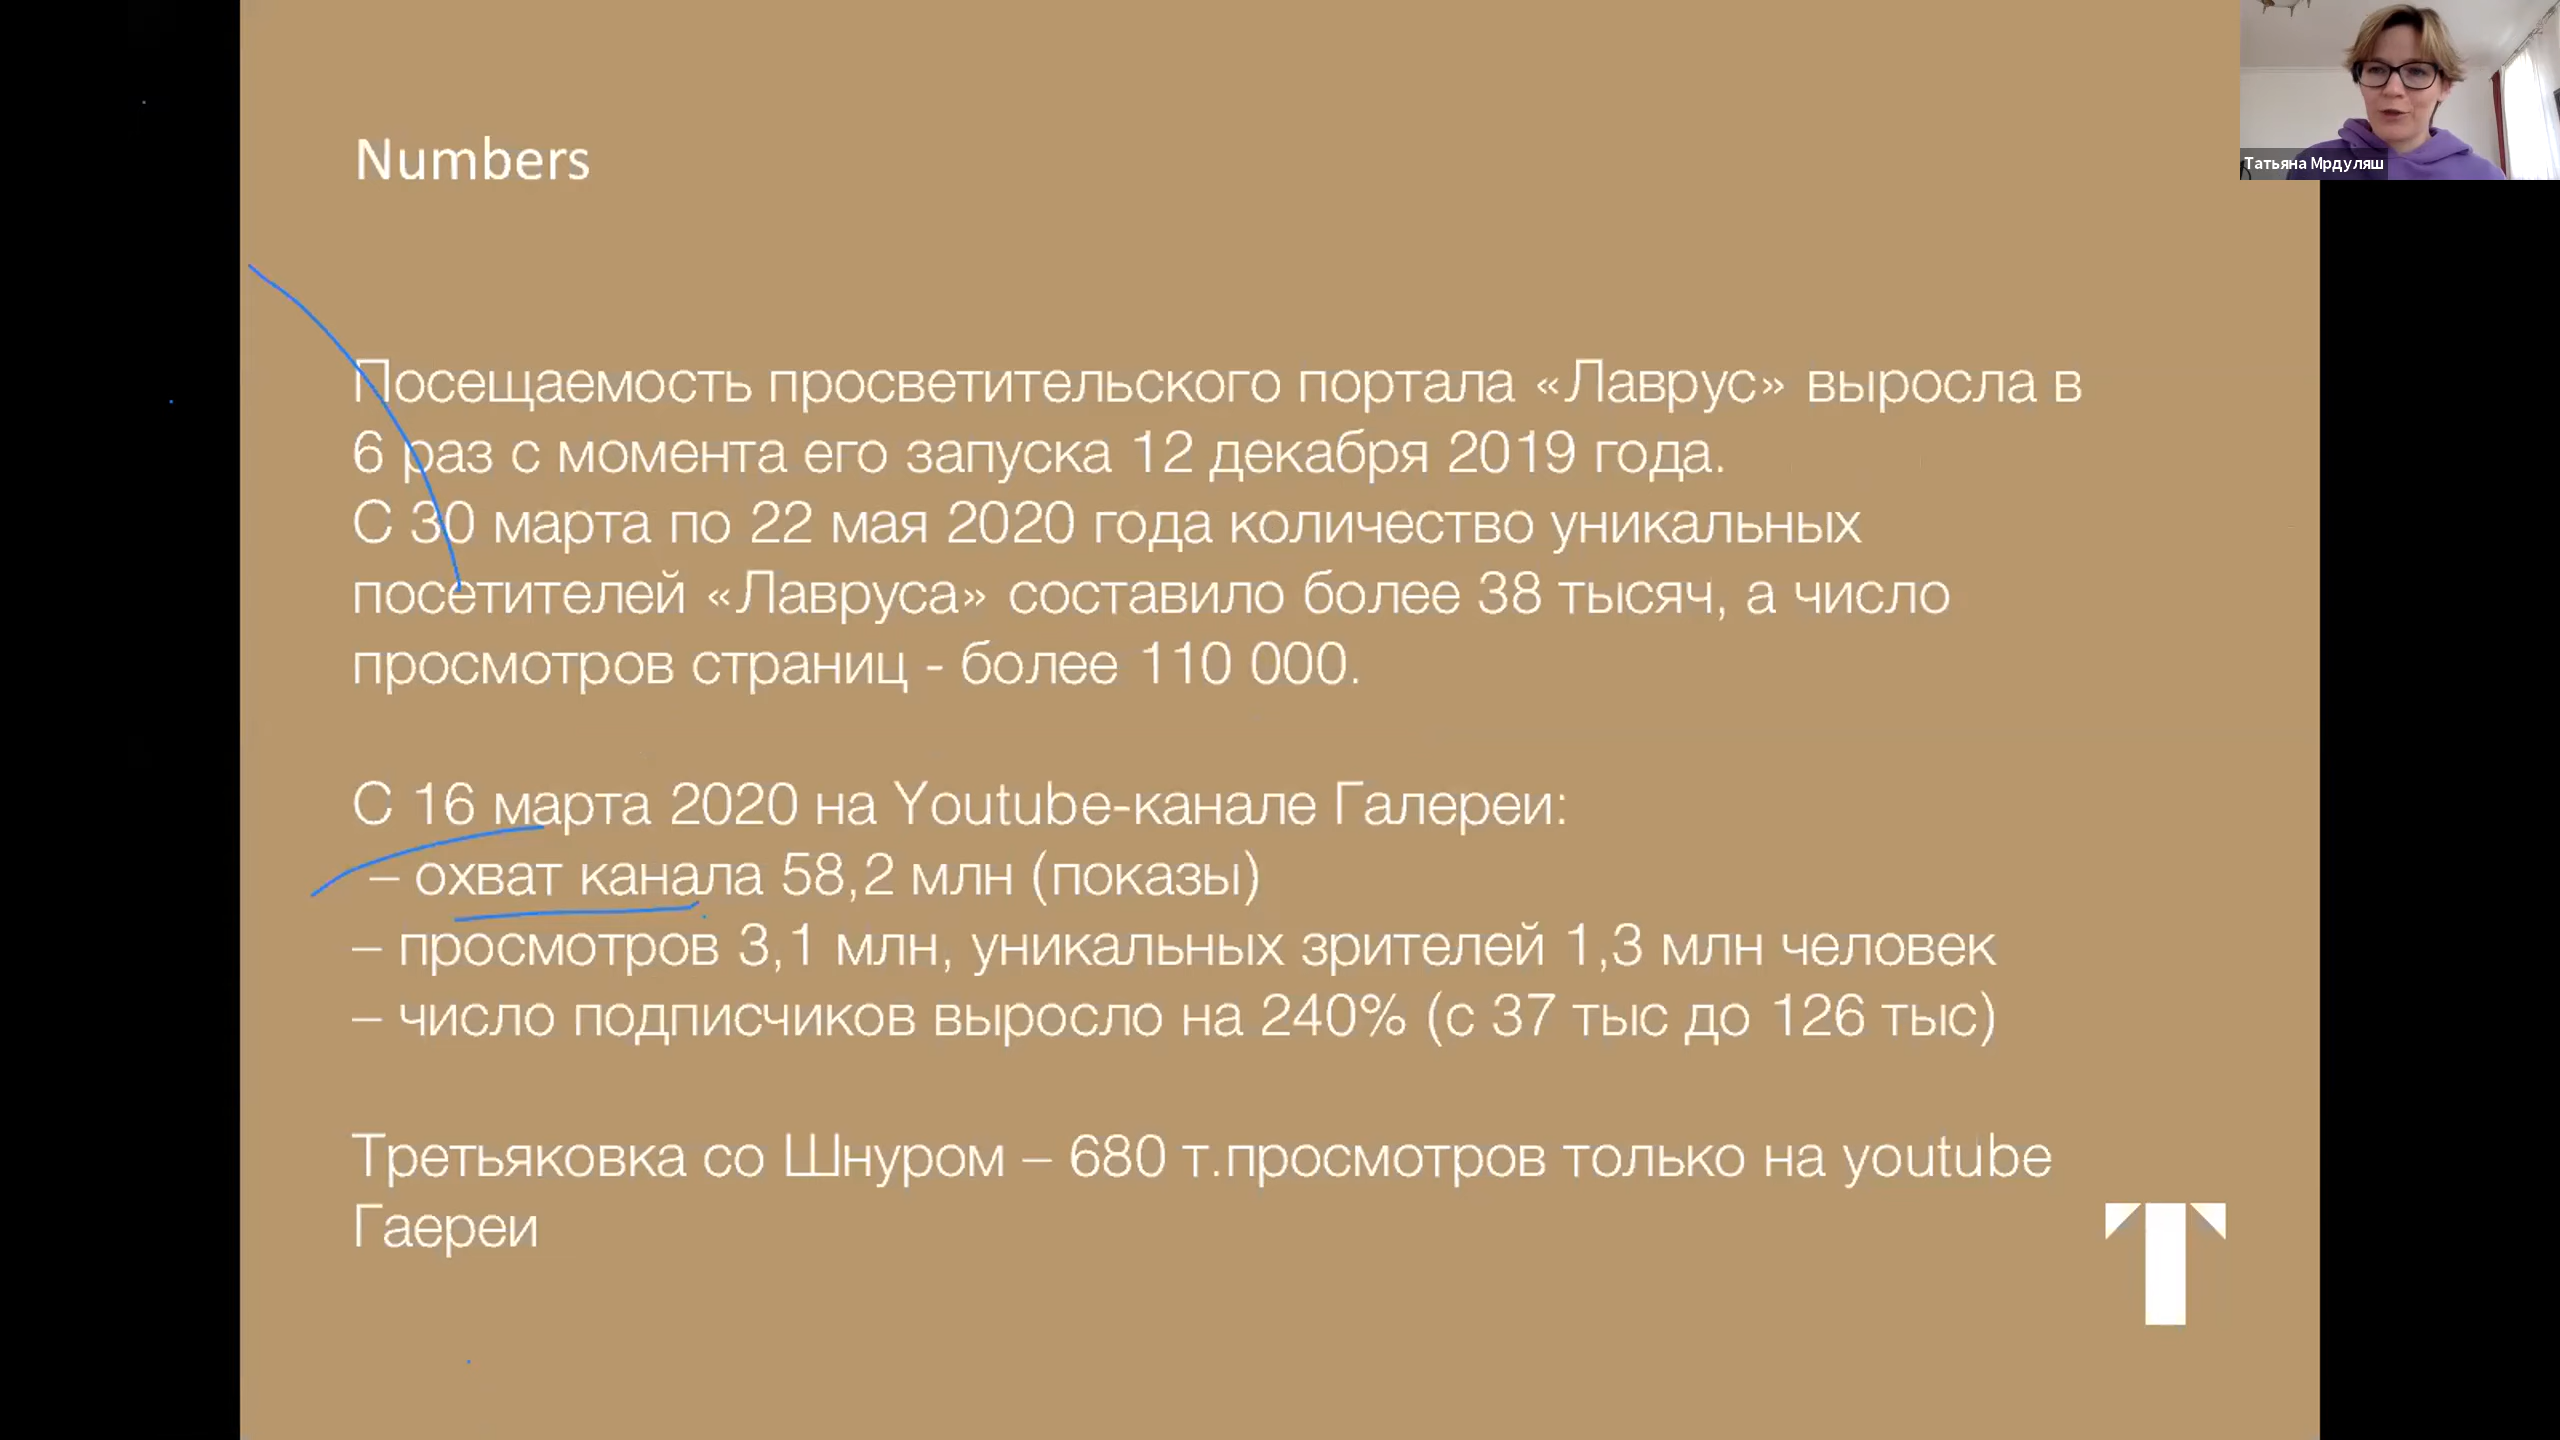 Numbers
Татьяна Мрдуляш
Посещаемость просветительского портала «Лаврус» выросла в
6 раз с момента его запуска 12 декабря 2019 года.
С 30 марта по 22 мая 2020 года количество уникальных
посетителей «Лавруса» составило более 38 тысяч, а число
просмотров страниц - более 110 000.
С 16 марта 2020 на Youtube-канале Галереи:
– охват канала 58,2 млн (показы)
– просмотров 3,1 млн, уникальных зрителей 1,3 млн человек
– число подписчиков выросло на 240% (с 37 тыс до 126 тыс)
Третьяковка со Шнуром – 680 т.просмотров только на youtube
Гаереи